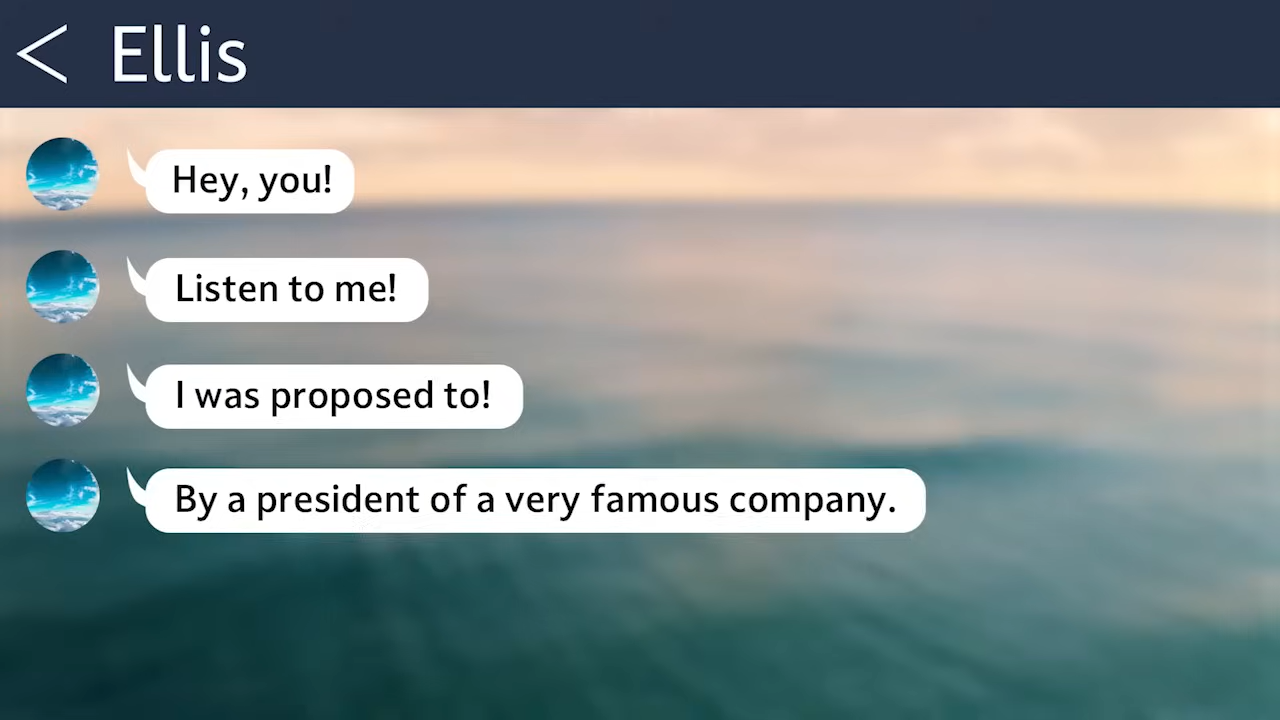 < Ellis
Hey, you!
Listen to me!
I was proposed to!
By a president of a very famous company.